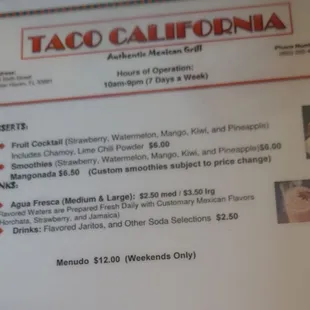 TACO CALIFORNIA
Authentic Mexican Grill
Hours of Operation:
10am-9pm (7 Days a Week)
Fruit Cocktail (Strawberry, Watermelon, Mango, Kiwi, and Pineapple)
Includes Chamoy, Lime Chili Powder $6.00
Smoothies (Strawberry, Watermelon, Mango, Kiwi, and Pineapple)$6.00
Mangonada $6.50 (Custom smoothies subject to price change)
Agua Fresca (Medium & Large): $2.50 med / $3.50 lrg
Flavored Waters are Prepared Fresh Daily with Customary Mexican Flavors
Horchata, Strawberry, and Jamaica)
Drinks: Flavored Jaritos, and Other Soda Selections $2.50
Menudo $12.00 (Weekends Only)